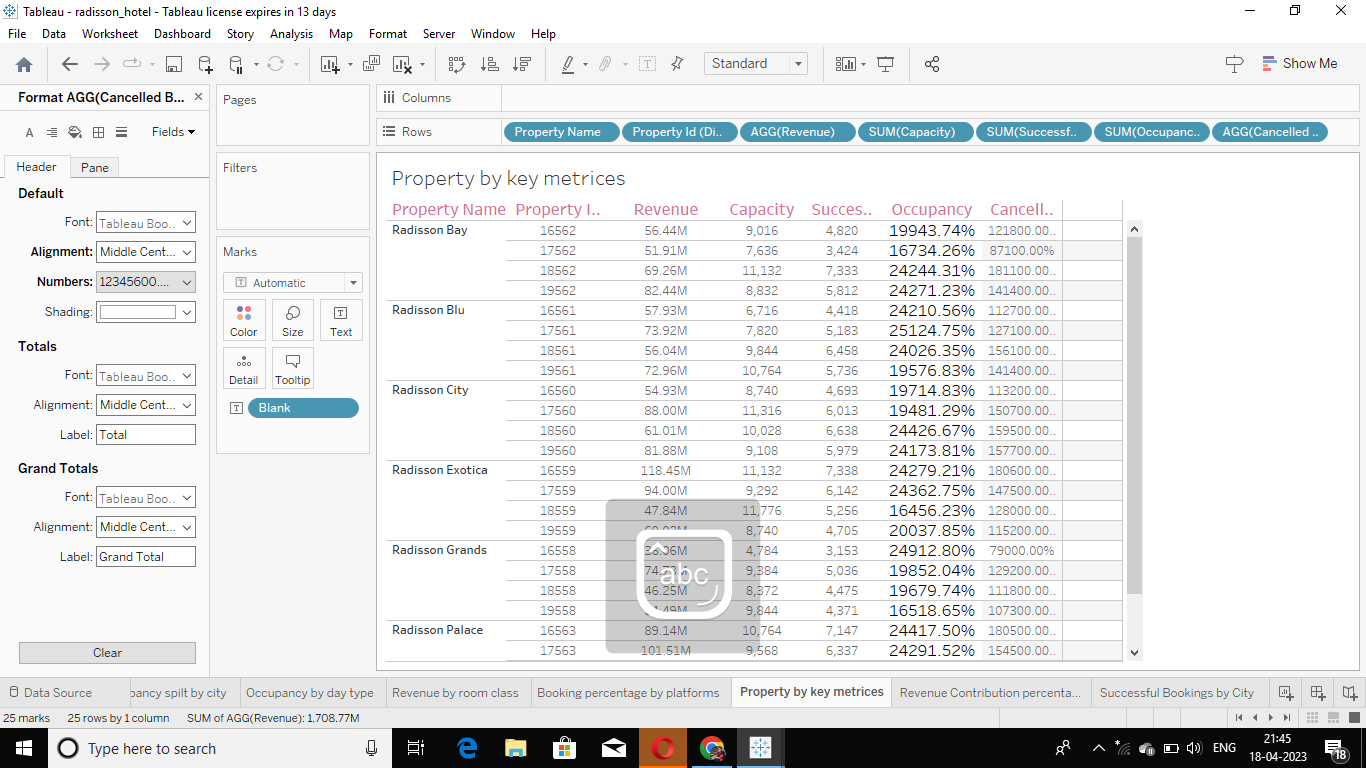 Tableau - radisson_hotel - Tableau license expires in 13 days
File Data Worksheet Dashboard Story Analysis Map Format Server Window Help
Standard Show Me
Format AGG(Cancelled B...
Fields
Header Pane
Default
Font: Tableau Boo..
Alignment: Middle Cent...
Numbers: 12345600....
Shading:
Totals
Font: Tableau Boo..
Alignment: Middle Cent...
Label: Total
Grand Totals
Font: Tableau Boo..
Alignment: Middle Cent...
Label: Grand Total
Clear
Pages
Filters
Marks
Automatic
Color Size Text
Detail Tooltip
Blank
Columns
Rows Property Name Property Id (Di.. AGG(Revenue) SUM(Capacity) SUM(Successf.. SUM(Occupanc.. AGG(Cancelled ..
Property by key metrices
Property Name Property I.. Revenue Capacity Succes.. Occupancy Cancell..
Radisson Bay 16562 56.44M 9,016 4,820 19943.74% 121800.00..
17562 51.91M 7,636 3,424 16734.26% 87100.00%
18562 69.26M 11,132 7,333 24244.31% 181100.00..
19562 82.44M 8,832 5,812 24271.23% 141400.00..
Radisson Blu 16561 57.93M 6,716 4,418 24210.56% 112700.00..
17561 73.92M 7,820 5,183 25124.75% 127100.00..
18561 56.04M 9,844 6,458 24026.35% 156100.00..
19561 72.96M 10,764 5,736 19576.83% 141400.00..
Radisson City 16560 54.93M 8,740 4,693 19714.83% 113200.00..
17560 88.00M 11,316 6,013 19481.29% 150700.00..
18560 61.01M 10,028 6,638 24426.67% 159500.00..
19560 81.88M 9,108 5,979 24173.81% 157700.00..
Radisson Exotica 16559 118.45M 11,132 7,338 24279.21% 180600.00..
17559 94.00M 9,292 6,142 24362.75% 147500.00..
18559 47.84M 11,776 5,256 16456.23% 128000.00..
19559 8,740 4,705 20037.85% 115200.00..
Radisson Grands 16558 4,784 3,153 24912.80% 79000.00%
17558 9,384 5,036 19852.04% 129200.00..
18558 46.25M 8,372 4,475 19679.74% 111800.00..
19558 9,844 4,371 16518.65% 107300.00..
Radisson Palace 16563 89.14M 10,764 7,147 24417.50% 180500.00..
17563 101.51M 9,568 6,337 24291.52% 154500.00..
abc
Data Source pancy spilt by city Occupancy by day type Revenue by room class Booking percentage by platforms Property by key metrices Revenue Contribution percenta... Successful Bookings by City
25 marks 25 rows by 1 column SUM of AGG(Revenue): 1,708.77M
Type here to search ENG 21:45
18-04-2023 18